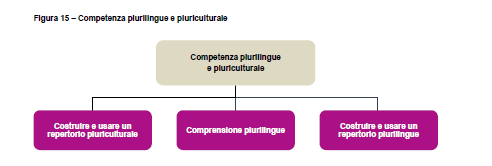 Figura 15 – Competenza plurilingue e pluriculturale
Competenza plurilingue
e pluriculturale
Costruire e usare un
repertorio pluriculturale
Comprensione plurilingue
Costruire e usare un
repertorio plurilingue